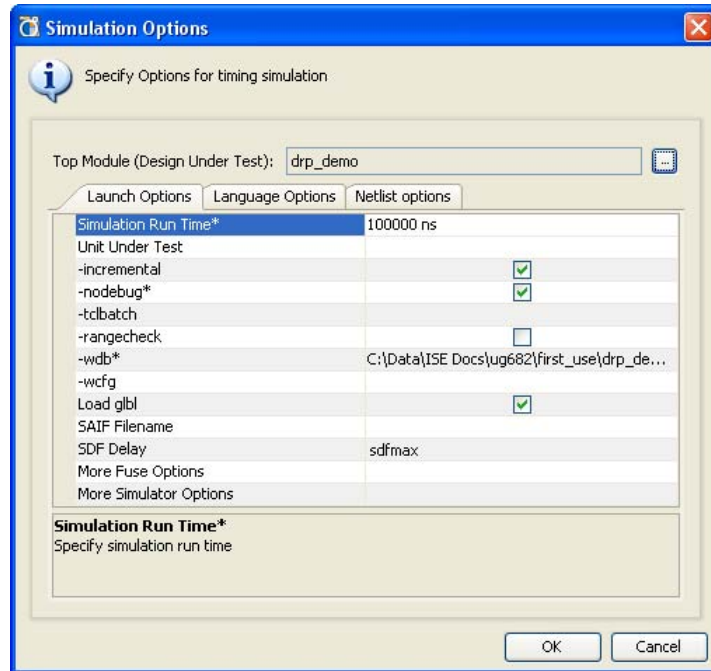 Simulation Options
Specify Options for timing simulation
Top Module (Design Under Test): drp_demo ...
Launch Options Language Options Netlist options
Simulation Run Time* 100000 ns
Unit Under Test
-incremental
-nodebug*
-tclbatch
-rangecheck
-wdb* C:\Data\ISE Docs\ug682\first_use\drp_de...
-wcfg
Load glbl
SAIF Filename
SDF Delay sdfmax
More Fuse Options
More Simulator Options
Simulation Run Time*
Specify simulation run time
OK Cancel